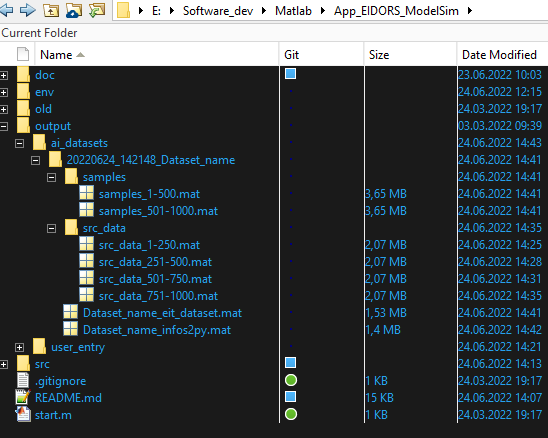 E: Software_dev Matlab App_EIDORS_ModelSim
Current Folder
Name Git Size Date Modified
doc 23.06.2022 10:03
env 24.06.2022 12:15
old 24.03.2022 19:17
output 03.03.2022 09:39
ai_datasets 24.06.2022 14:43
20220624_142148_Dataset_name 24.06.2022 14:41
samples 24.06.2022 14:41
samples_1-500.mat 3,65 MB 24.06.2022 14:41
samples_501-1000.mat 3,65 MB 24.06.2022 14:41
src_data 24.06.2022 14:35
src_data_1-250.mat 2,07 MB 24.06.2022 14:25
src_data_251-500.mat 2,08 MB 24.06.2022 14:28
src_data_501-750.mat 2,07 MB 24.06.2022 14:31
src_data_751-1000.mat 2,07 MB 24.06.2022 14:35
Dataset_name_eit_dataset.mat 1,53 MB 24.06.2022 14:41
Dataset_name_infos2py.mat 1,4 MB 24.06.2022 14:42
user_entry 24.06.2022 14:21
src 24.06.2022 14:13
.gitignore 1 KB 24.03.2022 19:17
README.md 15 KB 24.06.2022 14:07
start.m 1 KB 24.03.2022 19:17